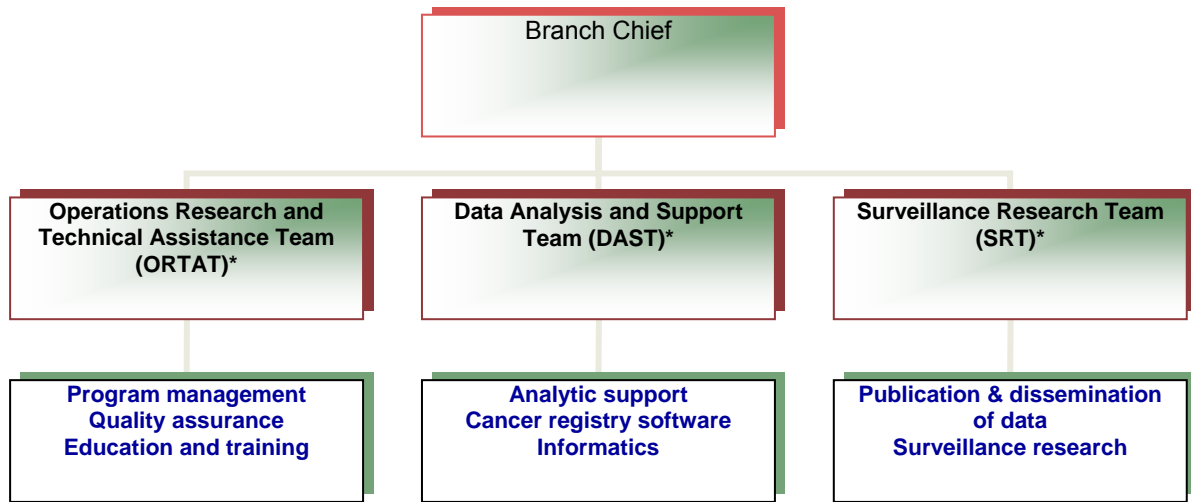 Branch Chief
Operations Research and
Technical Assistance Team
(ORTAT)*
Data Analysis and Support
Team (DAST)*
Surveillance Research Team
(SRT)*
Program management
Quality assurance
Education and training
Analytic support
Cancer registry software
Informatics
Publication & dissemination
of data
Surveillance research